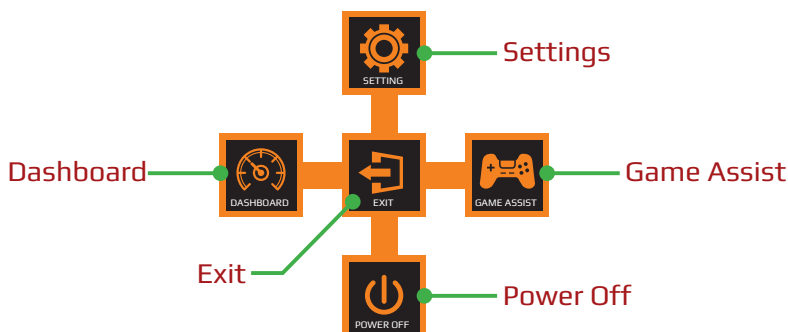 Settings
SETTING
Dashboard
DASHBOARD
EXIT
GAME ASSIST
Game Assist
Exit
POWER OFF
Power Off